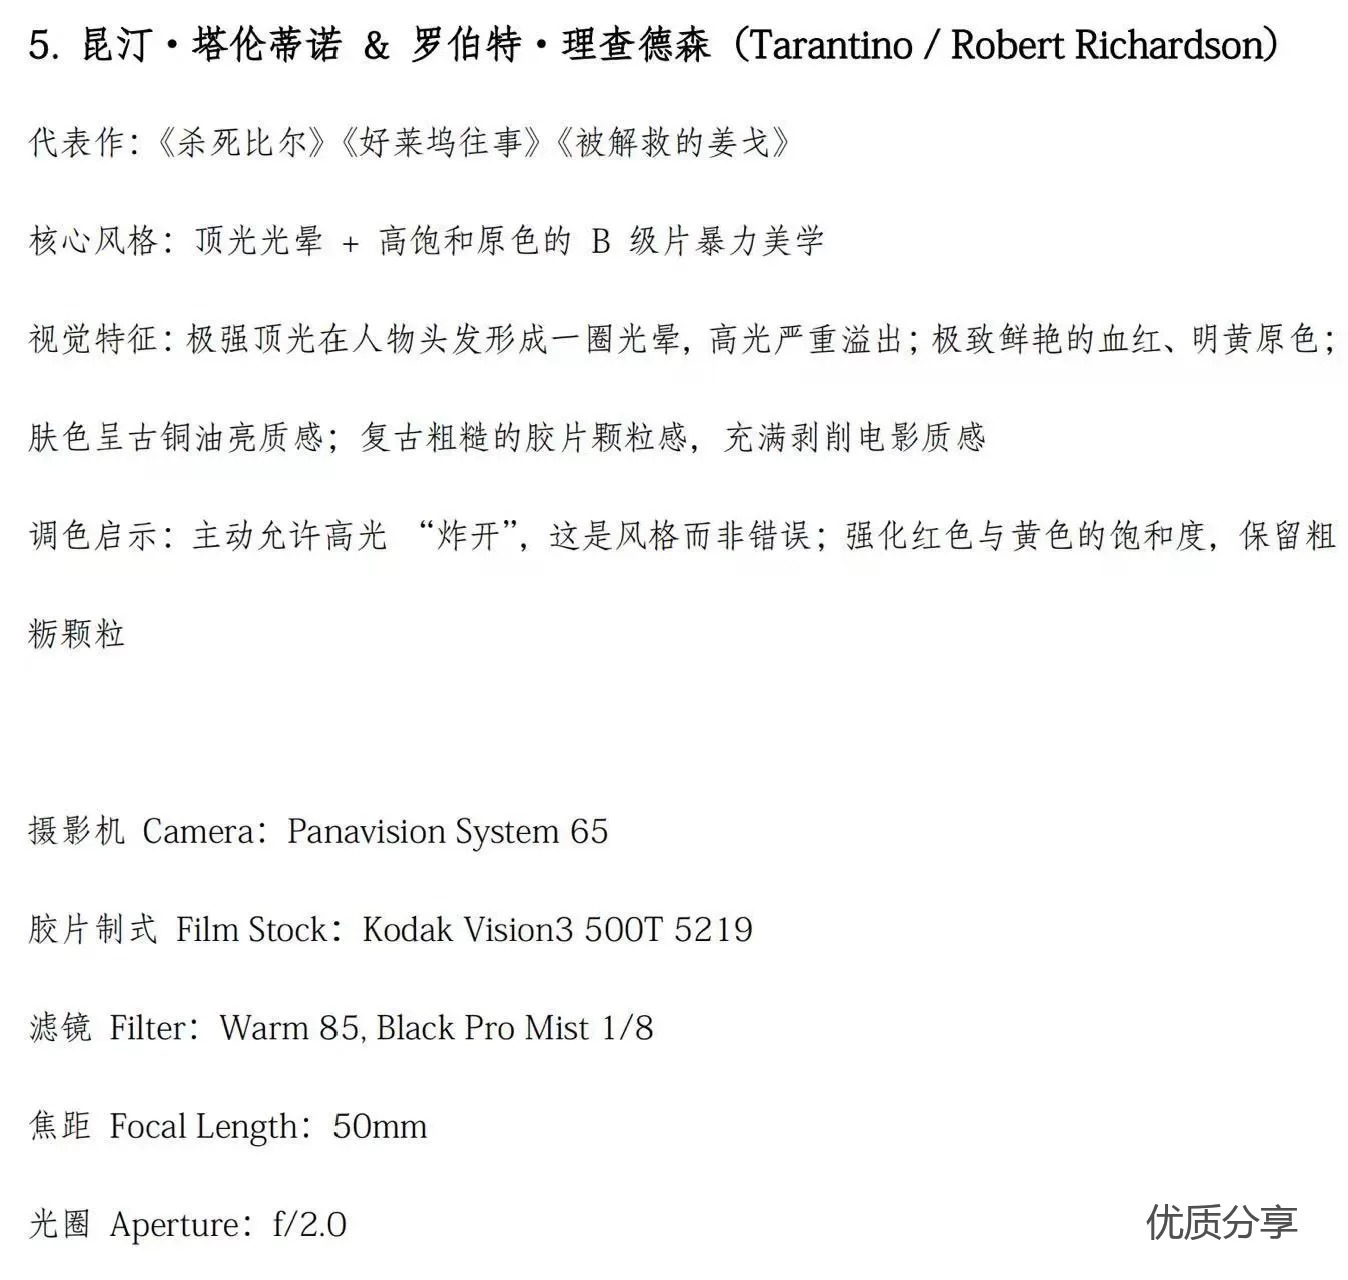 5. 昆汀·塔伦蒂诺 & 罗伯特·理查德森（Tarantino / Robert Richardson）
代表作：《杀死比尔》《好莱坞往事》《被解救的姜戈》
核心风格：顶光光晕 + 高饱和原色的 B 级片暴力美学
视觉特征：极强顶光在人物头发形成一圈光晕，高光严重溢出；极致鲜艳的血红、明黄原色；
肤色呈古铜油亮质感；复古粗糙的胶片颗粒感，充满剥削电影质感
调色启示：主动允许高光 “炸开”，这是风格而非错误；强化红色与黄色的饱和度，保留粗
粝颗粒
摄影机 Camera：Panavision System 65
胶片制式 Film Stock：Kodak Vision3 500T 5219
滤镜 Filter：Warm 85, Black Pro Mist 1/8
焦距 Focal Length：50mm
光圈 Aperture：f/2.0
优质分享